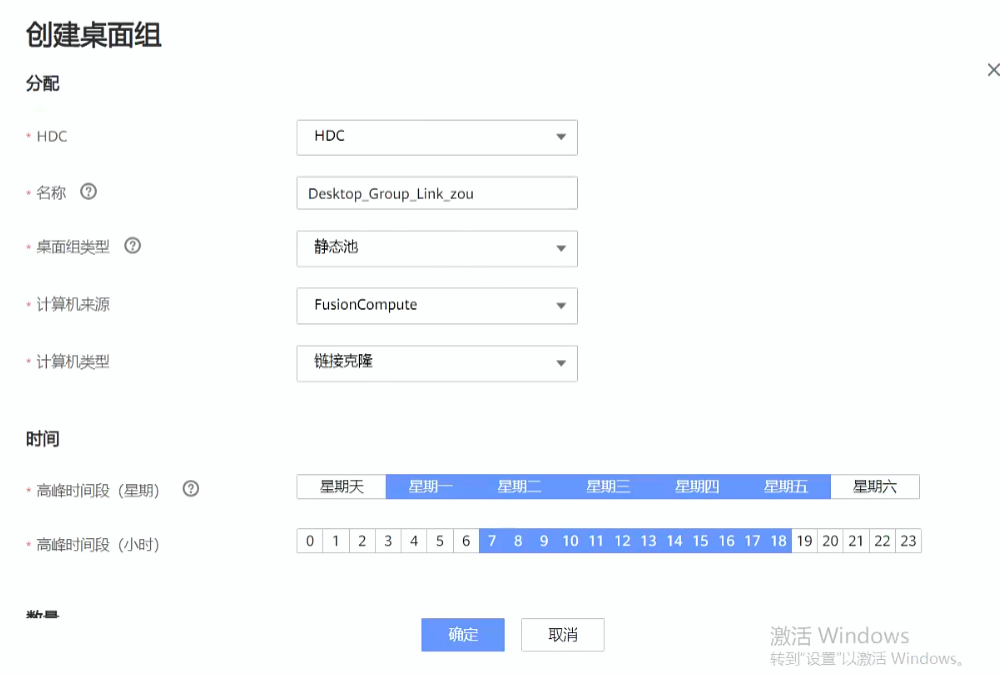 创建桌面组
分配
* HDC HDC
* 名称 Desktop_Group_Link_zou
* 桌面组类型 静态池
* 计算机来源 FusionCompute
* 计算机类型 链接克隆
时间
* 高峰时间段（星期） 星期天 星期一 星期二 星期三 星期四 星期五 星期六
* 高峰时间段（小时） 0 1 2 3 4 5 6 7 8 9 10 11 12 13 14 15 16 17 18 19 20 21 22 23
数量
确定 取消
激活 Windows
转到"设置"以激活 Windows。